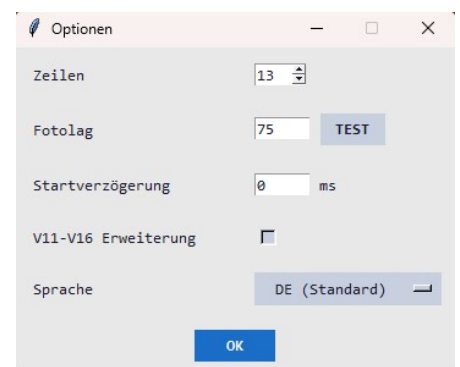 Optionen
Zeilen 13
Fotolag 75 TEST
Startverzögerung 0 ms
V11-V16 Erweiterung
Sprache DE (Standard)
OK